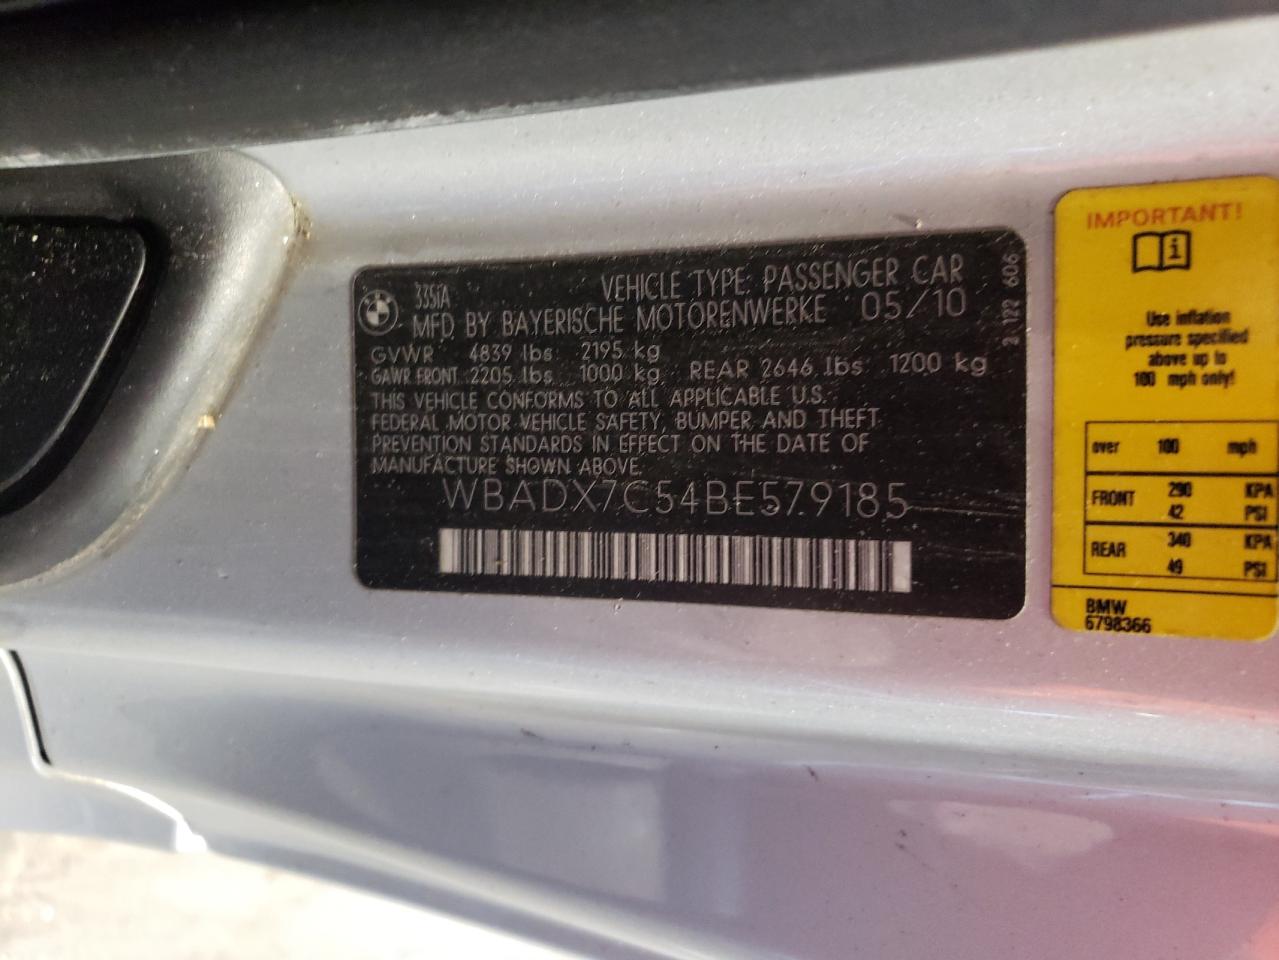 335iA
VEHICLE TYPE: PASSENGER CAR
MFD BY BAYERISCHE MOTORENWERKE 05/10
GVWR 4839 lbs 2195 kg
GAWR FRONT 2205 lbs 1000 kg REAR 2646 lbs 1200 kg
THIS VEHICLE CONFORMS TO ALL APPLICABLE U.S.
FEDERAL MOTOR VEHICLE SAFETY, BUMPER, AND THEFT
PREVENTION STANDARDS IN EFFECT ON THE DATE OF
MANUFACTURE SHOWN ABOVE.
WBADX7C54BE579185
2 122 606
IMPORTANT!
Use inflation
pressure specified
above up to
100 mph only!
over 100 mph
FRONT 290 KPA
42 PSI
REAR 340 KPA
49 PSI
BMW
6798366